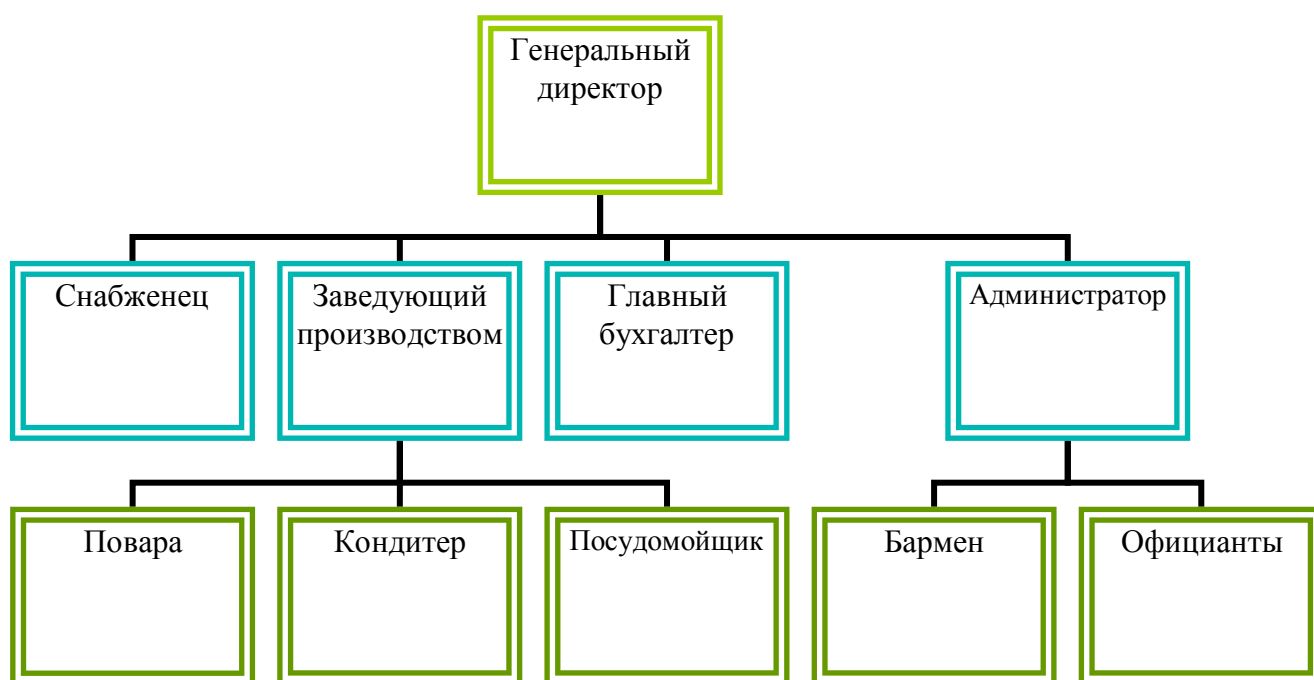 Генеральный
директор
Снабженец
Заведующий
производством
Главный
бухгалтер
Администратор
Повара
Кондитер
Посудомойщик
Бармен
Официанты